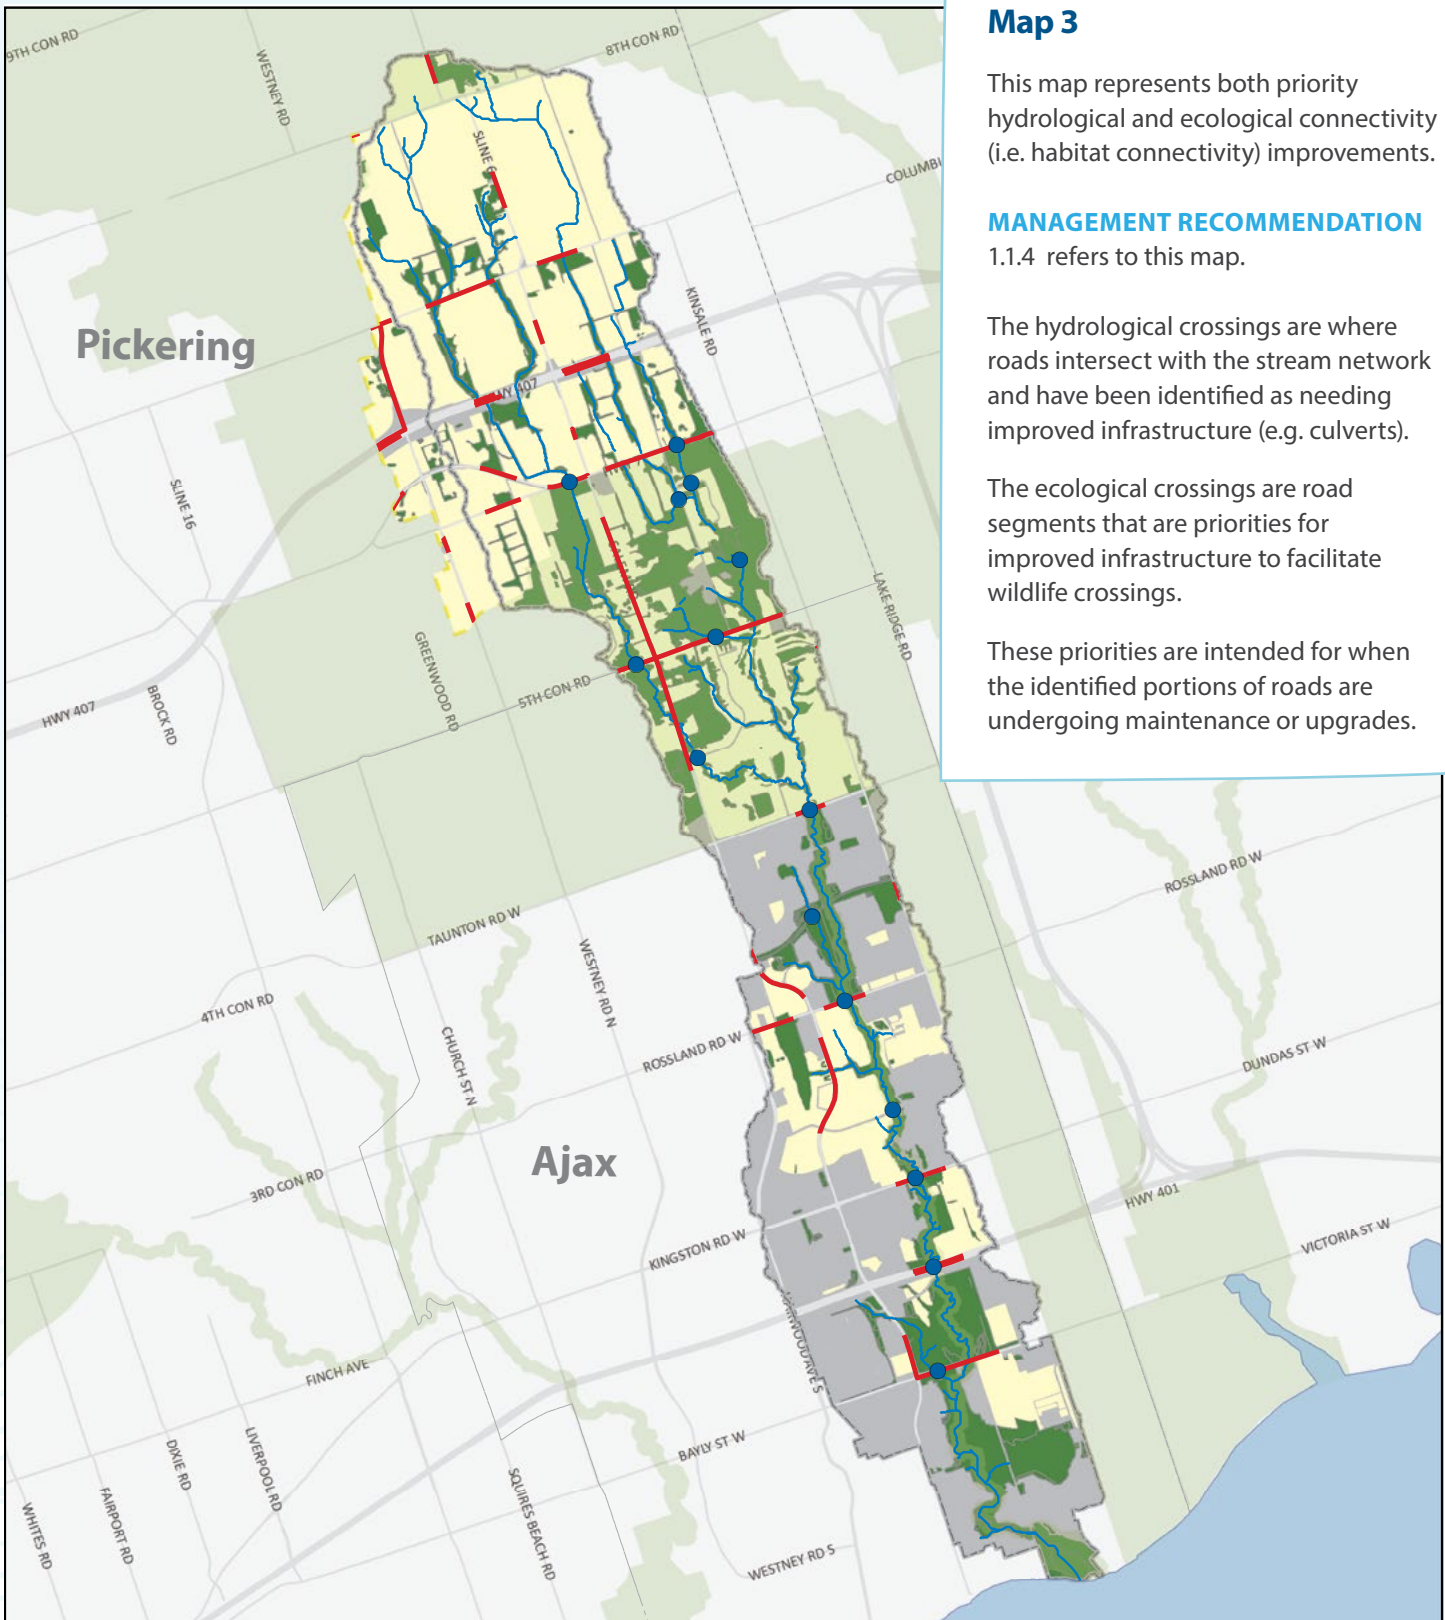 Map 3
This map represents both priority
hydrological and ecological connectivity
(i.e. habitat connectivity) improvements.
MANAGEMENT RECOMMENDATION
1.1.4 refers to this map.
The hydrological crossings are where
roads intersect with the stream network
and have been identified as needing
improved infrastructure (e.g. culverts).
The ecological crossings are road
segments that are priorities for
improved infrastructure to facilitate
wildlife crossings.
These priorities are intended for when
the identified portions of roads are
undergoing maintenance or upgrades.
9TH CON RD
WESTNEY RD
8TH CON RD
SLINE 6
COLUMB
KINSALE RD
Pickering
HWY 407
SLINE 16
LAKE RIDGE RD
GREENWOOD RD
5TH CON RD
BROCK RD
HWY 407
ROSSLAND RD W
TAUNTON RD W
WESTNEY RD N
4TH CON RD
CHURCH ST N
ROSSLAND RD W
DUNDAS ST W
Ajax
3RD CON RD
HWY 401
KINGSTON RD W
VICTORIA ST W
HARWOOD AVE S
FINCH AVE
BAYLY ST W
LIVERPOOL RD
DIXIE RD
FAIRPORT RD
WHITES RD
SQUIRES BEACH RD
WESTNEY RD S